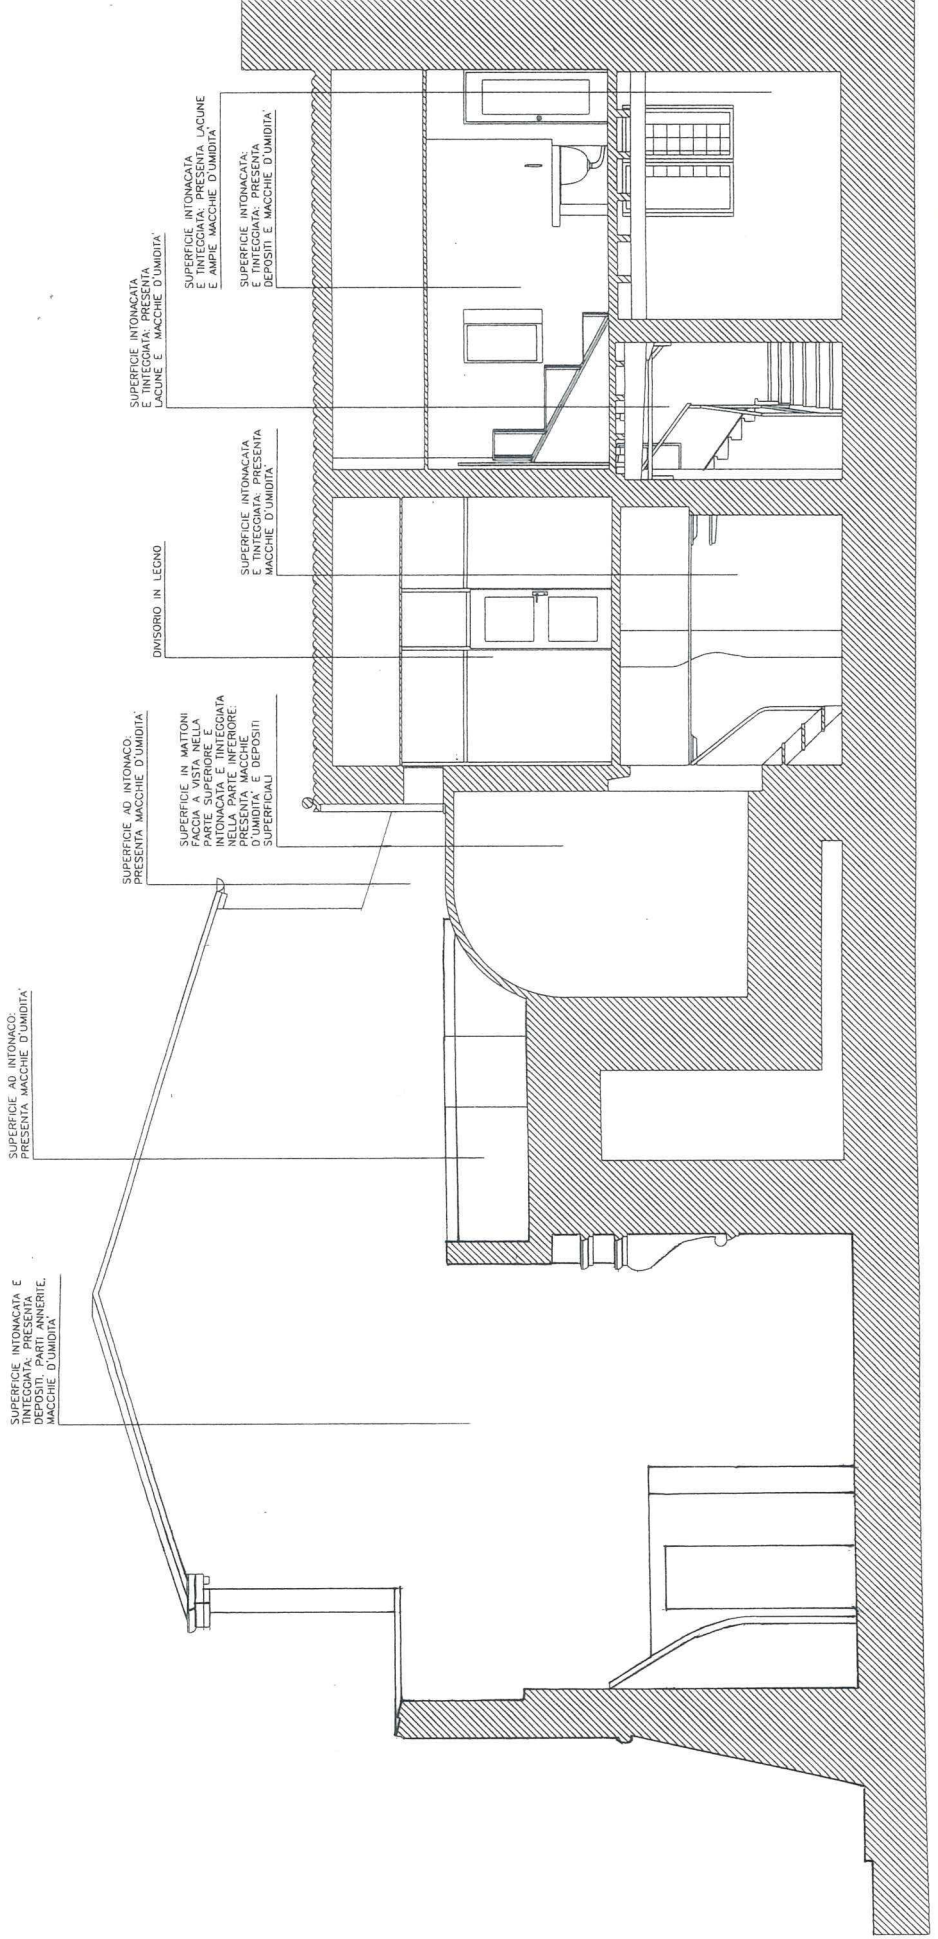 SUPERFICIE INTONACATA E
TINTEGGIATA: PRESENTA
DEPOSITI, PARTI ANNERITE,
MACCHIE D'UMIDITA'
SUPERFICIE AD INTONACO:
PRESENTA MACCHIE D'UMIDITA'
SUPERFICIE AD INTONACO:
PRESENTA MACCHIE D'UMIDITA'
SUPERFICIE IN MATTONI
FACCIA A VISTA NELLA
PARTE SUPERIORE E
INTONACATA E TINTEGGIATA
NELLA PARTE INFERIORE:
PRESENTA MACCHIE
D'UMIDITA' E DEPOSITI
SUPERFICIALI
DIVISORIO IN LEGNO
SUPERFICIE INTONACATA
E TINTEGGIATA: PRESENTA
MACCHIE D'UMIDITA'
SUPERFICIE INTONACATA
E TINTEGGIATA: PRESENTA
LACUNE E MACCHIE D'UMIDITA'
SUPERFICIE INTONACATA
E TINTEGGIATA: PRESENTA LACUNE
E AMPIE MACCHIE D'UMIDITA'
SUPERFICIE INTONACATA:
E TINTEGGIATA: PRESENTA
DEPOSITI E MACCHIE D'UMIDITA'